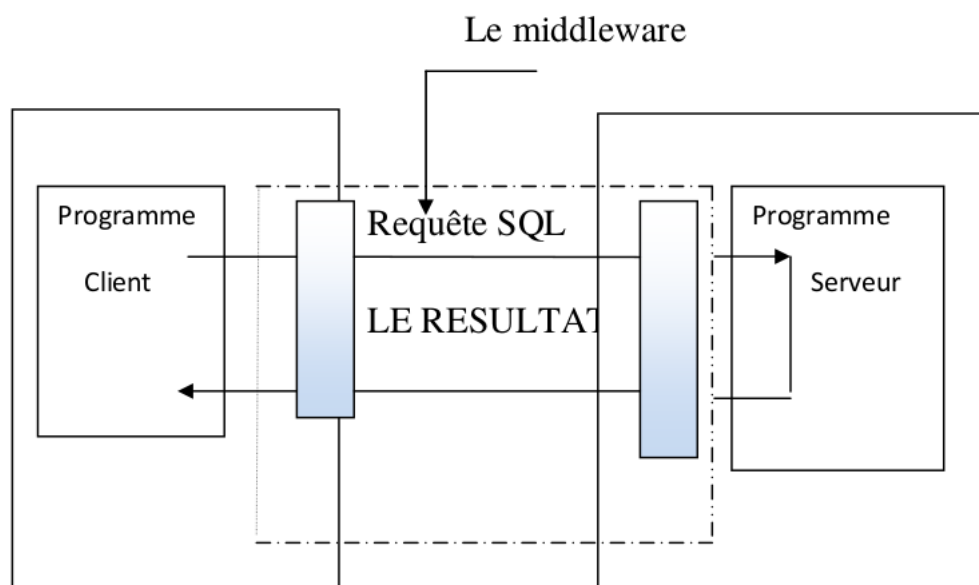 Le middleware
Programme
Client
Requête SQL
LE RESULTAT
Programme
Serveur